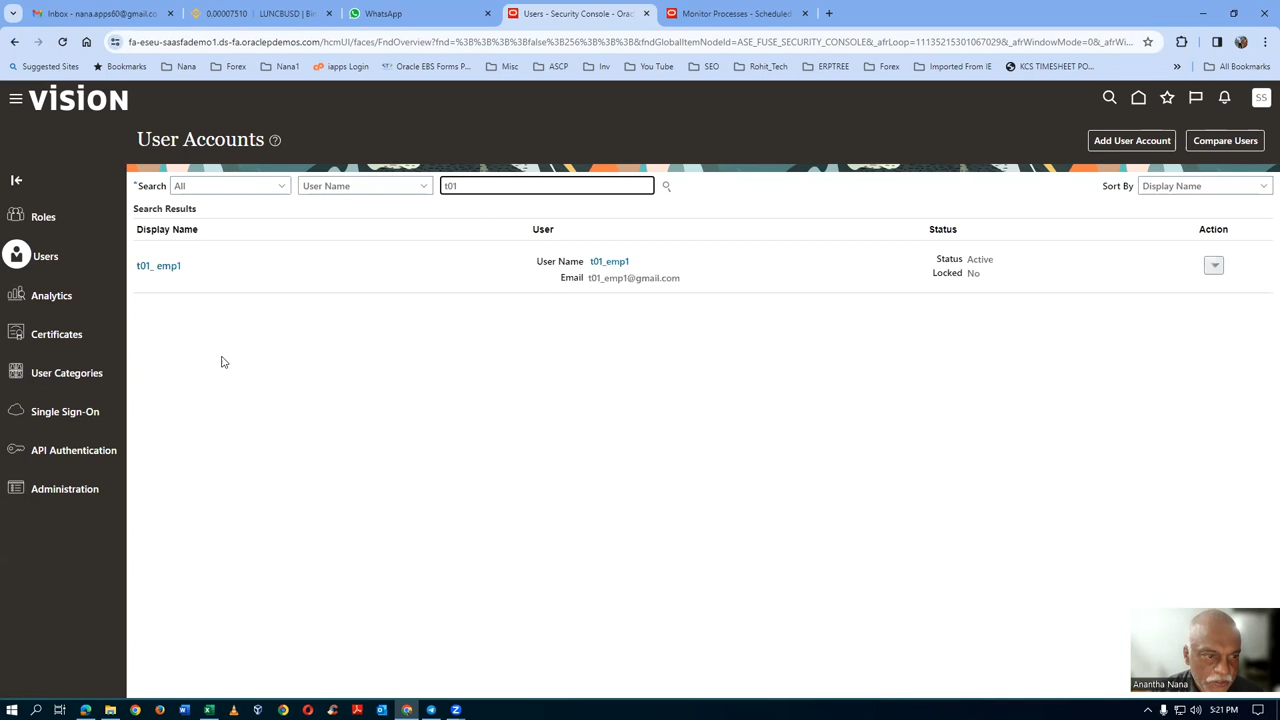 Inbox - nana.apps60@gmail.co
0.00007510 | LUNCBUSD | Bin
WhatsApp
Users - Security Console - Orac
Monitor Processes - Scheduled
fa-eseu-saasfademo1.ds-fa.oraclepdemos.com/hcmUI/faces/FndOverview?fnd=%3B%3B%3B%3Bfalse%3B256%3B%3B%3B&fndGlobalItemNodeId=ASE_FUSE_SECURITY_CONSOLE&_afrLoop=11135215301067029&_afrWindowMode=0&_afrWi...
Suggested Sites
Bookmarks
Nana
Forex
Nana1
iapps Login
Oracle EBS Forms P...
Misc
ASCP
Inv
You Tube
SEO
Rohit_Tech
ERPTREE
Forex
Imported From IE
KCS TIMESHEET PO...
All Bookmarks
VISION
SS
User Accounts
Add User Account
Compare Users
*Search
All
User Name
t01
Sort By
Display Name
Search Results
Display Name
User
Status
Action
t01_ emp1
User Name t01_emp1
Email t01_emp1@gmail.com
Status Active
Locked No
Roles
Users
Analytics
Certificates
User Categories
Single Sign-On
API Authentication
Administration
Anantha Nana
5:21 PM